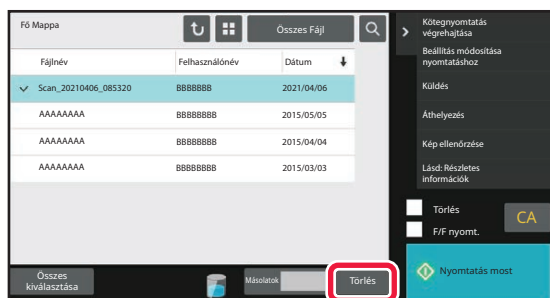 Fő Mappa
Összes Fájl
Fájlnév Felhasználónév Dátum
Scan_20210406_085320 BBBBBBB 2021/04/06
AAAAAAAA BBBBBBBB 2015/05/05
AAAAAAAA BBBBBBBB 2015/04/04
AAAAAAAA BBBBBBBB 2015/03/03
Összes
kiválasztása
Másolatok
Törlés
Kötegnyomtatás
végrehajtása
Beállítás módosítása
nyomtatáshoz
Küldés
Áthelyezés
Kép ellenőrzése
Lásd: Részletes
információk
Törlés
F/F nyomt.
CA
Nyomtatás most